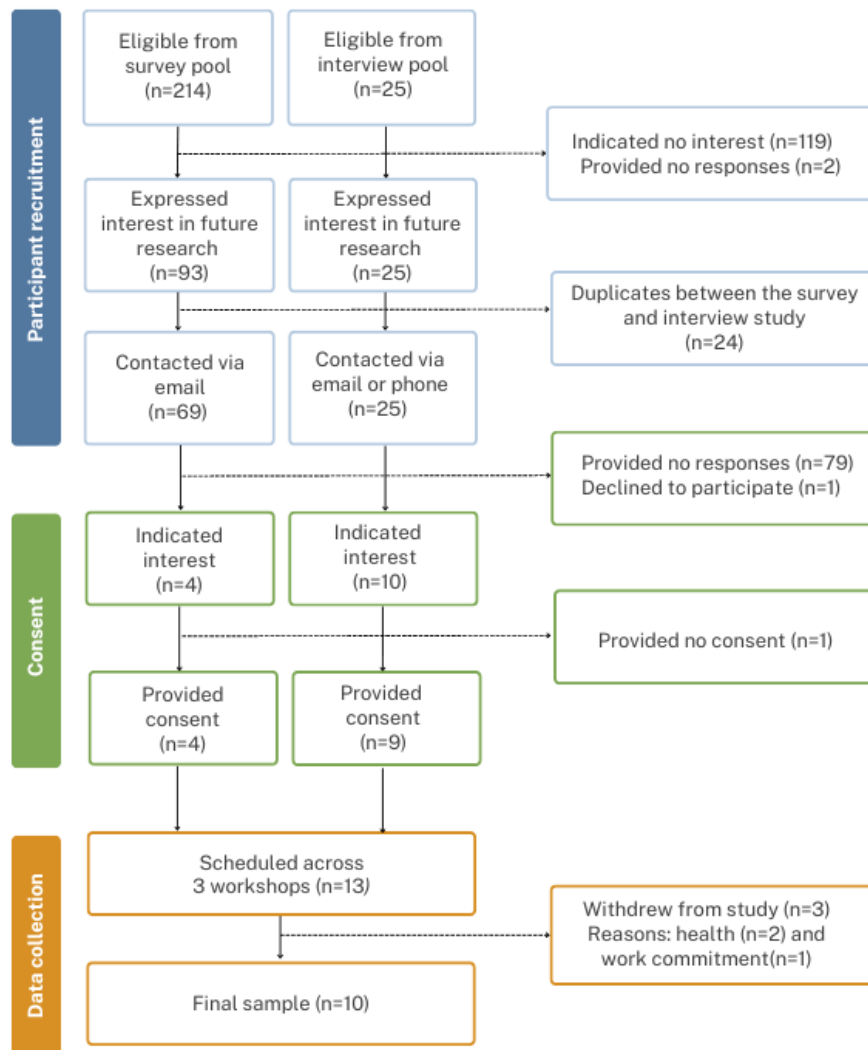 Participant recruitment
Eligible from
survey pool
(n=214)
Eligible from
interview pool
(n=25)
Indicated no interest (n=119)
Provided no responses (n=2)
Expressed
interest in future
research
(n=93)
Expressed
interest in future
research
(n=25)
Duplicates between the survey
and interview study
(n=24)
Contacted via
email
(n=69)
Contacted via
email or phone
(n=25)
Provided no responses (n=79)
Declined to participate (n=1)
Consent
Indicated
interest
(n=4)
Indicated
interest
(n=10)
Provided no consent (n=1)
Provided
consent
(n=4)
Provided
consent
(n=9)
Data collection
Scheduled across
3 workshops (n=13)
Withdrew from study (n=3)
Reasons: health (n=2) and
work commitment(n=1)
Final sample (n=10)